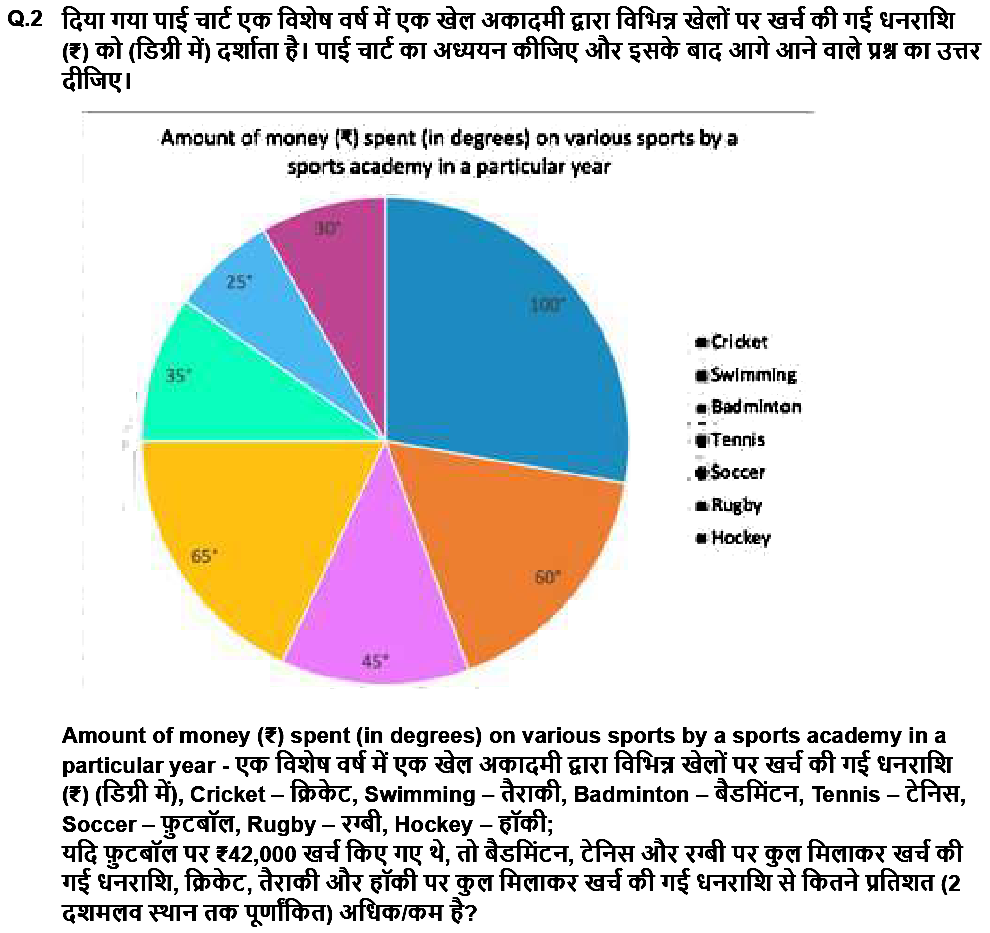 Q.2 दिया गया पाई चार्ट एक विशेष वर्ष में एक खेल अकादमी द्वारा विभिन्न खेलों पर खर्च की गई धनराशि
(₹) को (डिग्री में) दर्शाता है। पाई चार्ट का अध्ययन कीजिए और इसके बाद आगे आने वाले प्रश्न का उत्तर
दीजिए।
Amount of money (₹) spent (in degrees) on various sports by a
sports academy in a particular year
30°
25°
100°
35°
65°
60°
45°
Cricket
Swimming
Badminton
Tennis
Soccer
Rugby
Hockey
Amount of money (₹) spent (in degrees) on various sports by a sports academy in a
particular year - एक विशेष वर्ष में एक खेल अकादमी द्वारा विभिन्न खेलों पर खर्च की गई धनराशि
(₹) (डिग्री में), Cricket – क्रिकेट, Swimming – तैराकी, Badminton – बैडमिंटन, Tennis – टेनिस,
Soccer – फ़ुटबॉल, Rugby – रग्बी, Hockey – हॉकी;
यदि फ़ुटबॉल पर ₹42,000 खर्च किए गए थे, तो बैडमिंटन, टेनिस और रग्बी पर कुल मिलाकर खर्च की
गई धनराशि, क्रिकेट, तैराकी और हॉकी पर कुल मिलाकर खर्च की गई धनराशि से कितने प्रतिशत (2
दशमलव स्थान तक पूर्णांकित) अधिक/कम है?